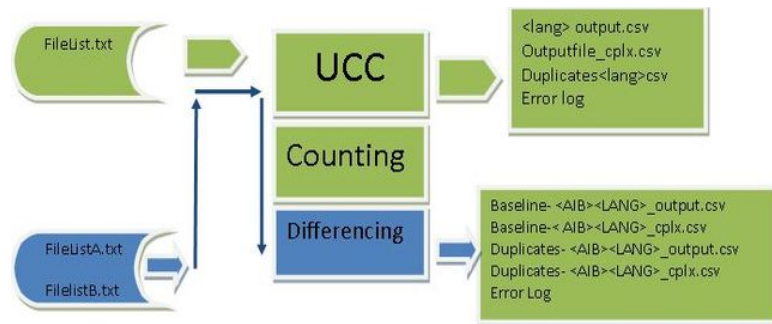 FileList.txt
UCC
Counting
Differencing
<lang> output.csv
Outputfile_cplx.csv
Duplicates<lang>csv
Error log
FileListA.txt
FilelistB.txt
Baseline- <AIB><LANG>_output.csv
Baseline-<AIB><LANG>_cplx.csv
Duplicates- <AIB><LANG>_output.csv
Duplicates- <AIB><LANG>_cplx.csv
Error Log